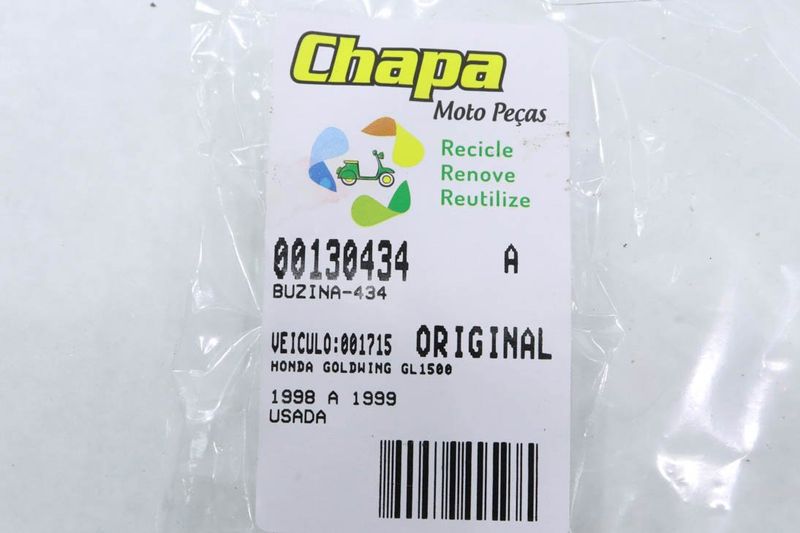 Chapa
Moto Peças
Recicle
Renove
Reutilize
00130434 A
BUZINA-434
VEICULO:001715 ORIGINAL
HONDA GOLDWING GL1500
1998 A 1999
USADA